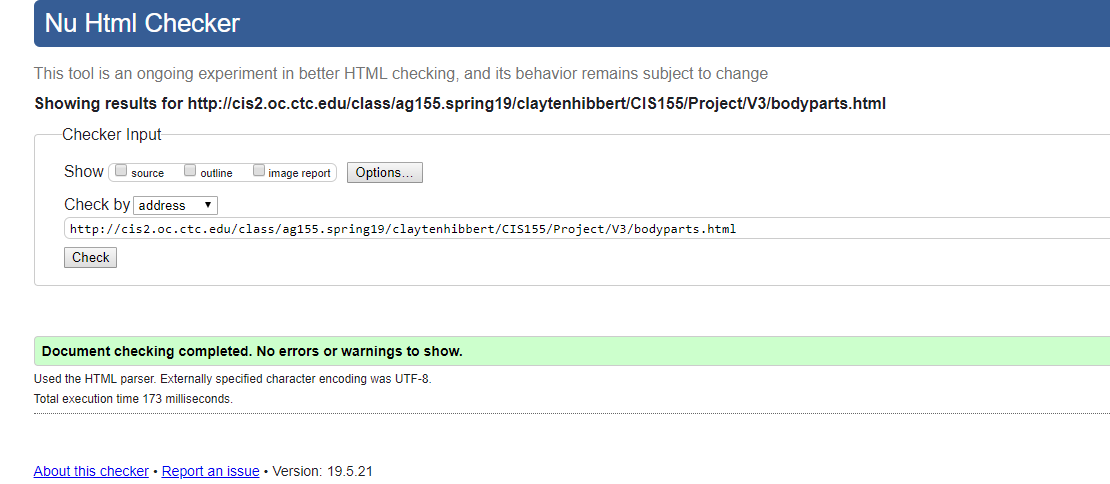 Nu Html Checker
This tool is an ongoing experiment in better HTML checking, and its behavior remains subject to change
Showing results for http://cis2.oc.ctc.edu/class/ag155.spring19/claytenhibbert/CIS155/Project/V3/bodyparts.html
Checker Input
Show source outline image report Options...
Check by address
http://cis2.oc.ctc.edu/class/ag155.spring19/claytenhibbert/CIS155/Project/V3/bodyparts.html
Check
Document checking completed. No errors or warnings to show.
Used the HTML parser. Externally specified character encoding was UTF-8.
Total execution time 173 milliseconds.
About this checker • Report an issue • Version: 19.5.21